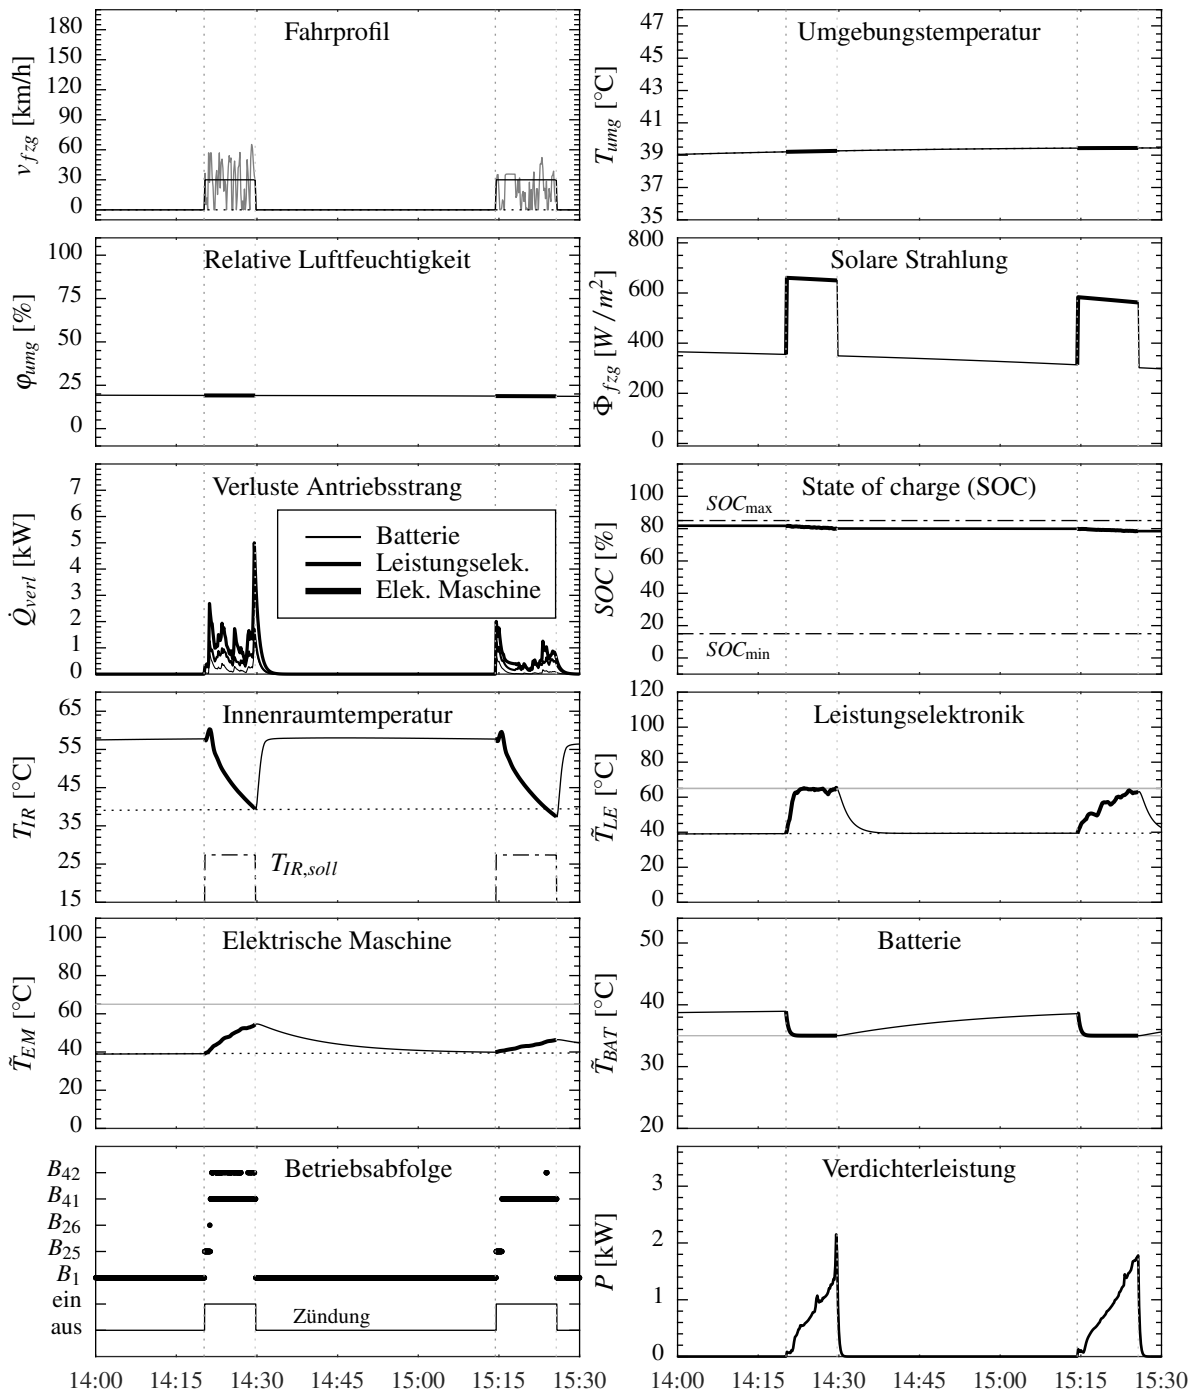 Fahrprofil
v_fzg [km/h]
180
150
120
90
60
30
0
Umgebungstemperatur
T_umg [°C]
47
45
43
41
39
37
35
Relative Luftfeuchtigkeit
φ_umg [%]
100
75
50
25
0
Solare Strahlung
Φ_fzg [W/m²]
800
600
400
200
0
Verluste Antriebsstrang
Q̇_verl [kW]
7
6
5
4
3
2
1
0
Batterie
Leistungselek.
Elek. Maschine
State of charge (SOC)
SOC [%]
100
80
60
40
20
0
SOC_max
SOC_min
Innenraumtemperatur
T_IR [°C]
65
55
45
35
25
15
T_IR,soll
Leistungselektronik
T̃_LE [°C]
120
100
80
60
40
20
0
Elektrische Maschine
T̃_EM [°C]
100
80
60
40
20
0
Batterie
T̃_BAT [°C]
50
44
38
32
26
20
Betriebsabfolge
B_42
B_41
B_26
B_25
B_1
ein
aus
Zündung
14:00 14:15 14:30 14:45 15:00 15:15 15:30
Verdichterleistung
P [kW]
3
2
1
0
14:00 14:15 14:30 14:45 15:00 15:15 15:30